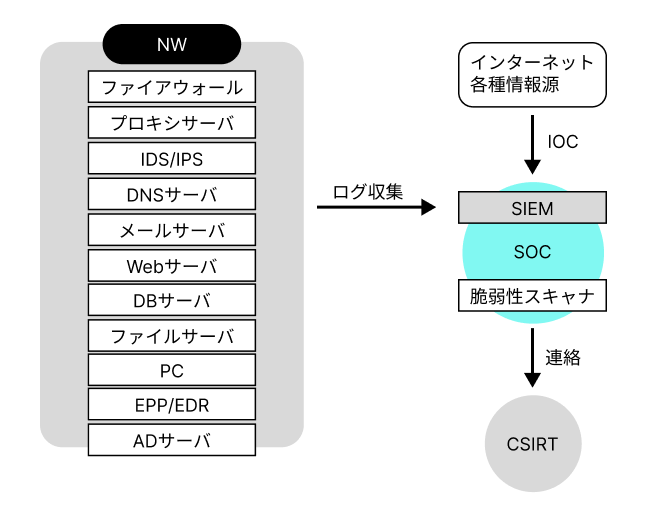 NW
ファイアウォール
プロキシサーバ
IDS/IPS
DNSサーバ
メールサーバ
Webサーバ
DBサーバ
ファイルサーバ
PC
EPP/EDR
ADサーバ
ログ収集
インターネット
各種情報源
IOC
SIEM
SOC
脆弱性スキャナ
連絡
CSIRT